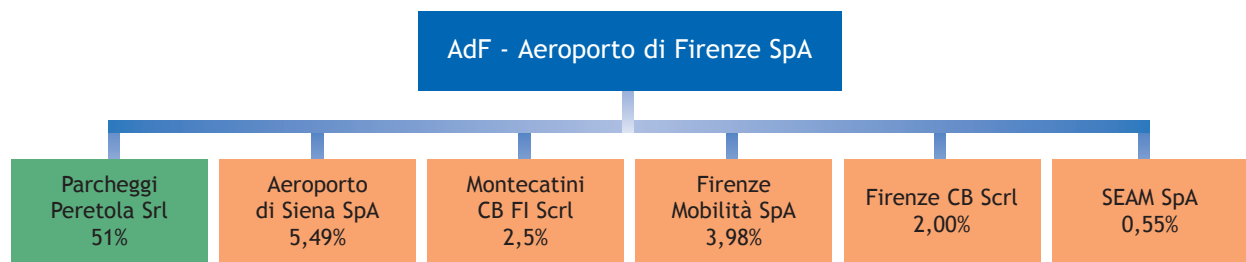 AdF - Aeroporto di Firenze SpA
Parcheggi
Peretola Srl
51%
Aeroporto
di Siena SpA
5,49%
Montecatini
CB FI Scrl
2,5%
Firenze
Mobilità SpA
3,98%
Firenze CB Scrl
2,00%
SEAM SpA
0,55%